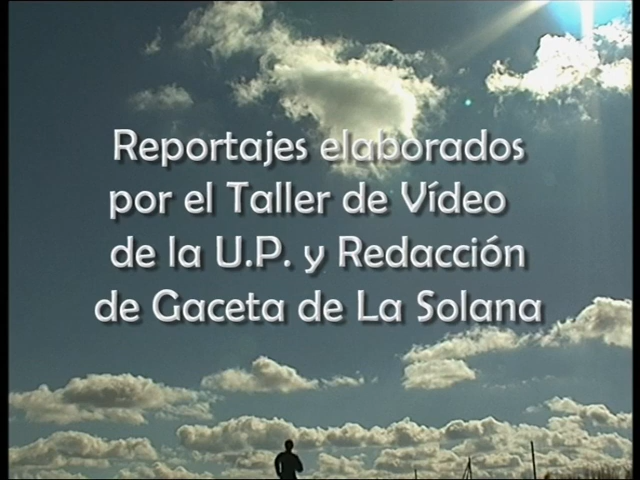 Reportajes elaborados
por el Taller de Vídeo
de la U.P. y Redacción
de Gaceta de La Solana